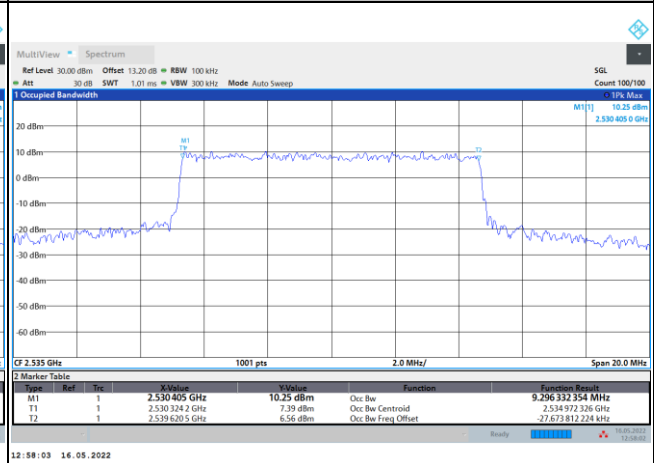 MultiView Spectrum
Ref Level 30.00 dBm Offset 13.20 dB RBW 100 kHz SGL
Att 30 dB SWT 1.01 ms VBW 300 kHz Mode Auto Sweep Count 100/100
1 Occupied Bandwidth 1Pk Max
M1[1] 10.25 dBm
2.530 405 0 GHz
20 dBm
M1
T1 T2
10 dBm
0 dBm
-10 dBm
-20 dBm
-30 dBm
-40 dBm
-50 dBm
-60 dBm
CF 2.535 GHz 1001 pts 2.0 MHz/ Span 20.0 MHz
2 Marker Table
Type Ref Trc X-Value Y-Value Function Function Result
M1 1 2.530 405 GHz 10.25 dBm Occ Bw 9.296 332 354 MHz
T1 1 2.530 324 2 GHz 7.39 dBm Occ Bw Centroid 2.534 972 326 GHz
T2 1 2.539 620 5 GHz 6.56 dBm Occ Bw Freq Offset -27.673 812 224 kHz
Ready 16.05.2022
12:58:02
12:58:03 16.05.2022